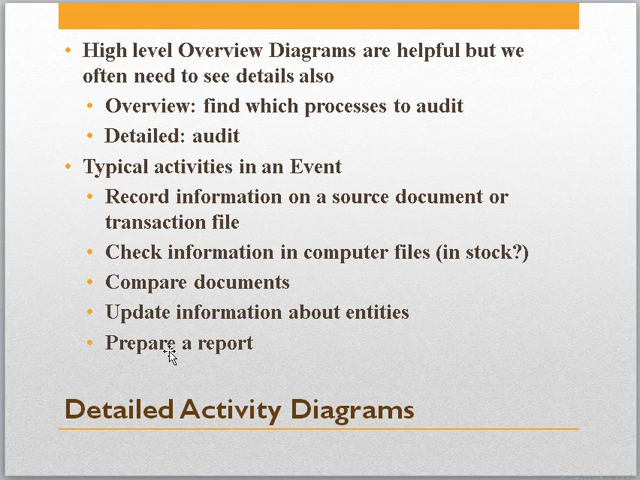 High level Overview Diagrams are helpful but we
often need to see details also
Overview: find which processes to audit
Detailed: audit
Typical activities in an Event
Record information on a source document or
transaction file
Check information in computer files (in stock?)
Compare documents
Update information about entities
Prepare a report
Detailed Activity Diagrams